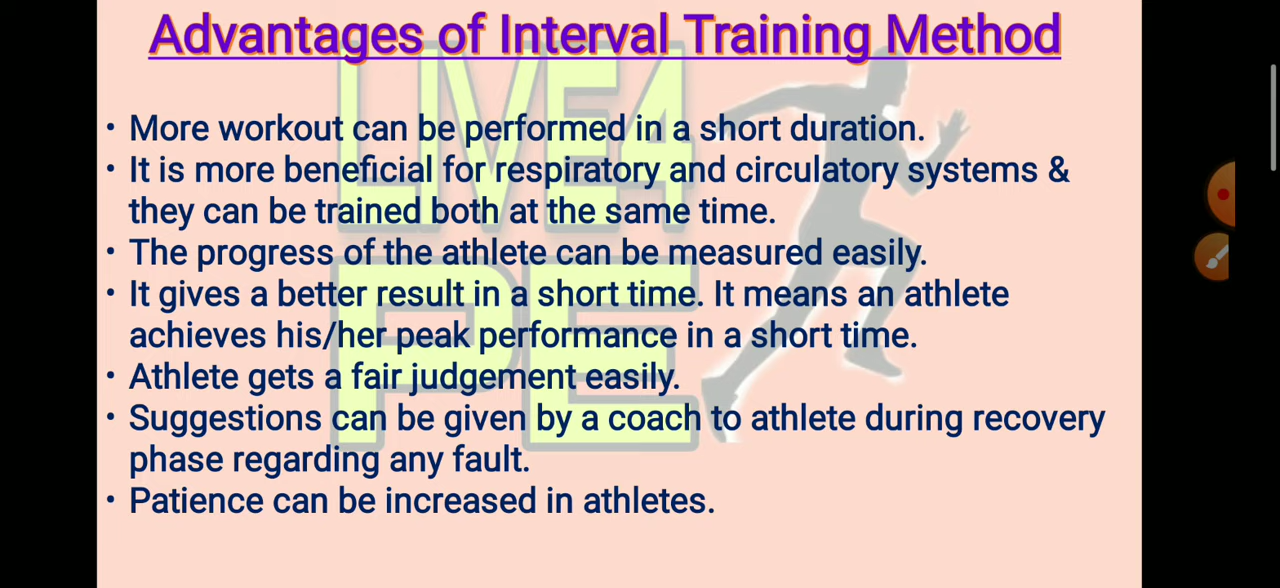 Advantages of Interval Training Method
LIVE4
PE
• More workout can be performed in a short duration.
• It is more beneficial for respiratory and circulatory systems &
they can be trained both at the same time.
• The progress of the athlete can be measured easily.
• It gives a better result in a short time. It means an athlete
achieves his/her peak performance in a short time.
• Athlete gets a fair judgement easily.
• Suggestions can be given by a coach to athlete during recovery
phase regarding any fault.
• Patience can be increased in athletes.